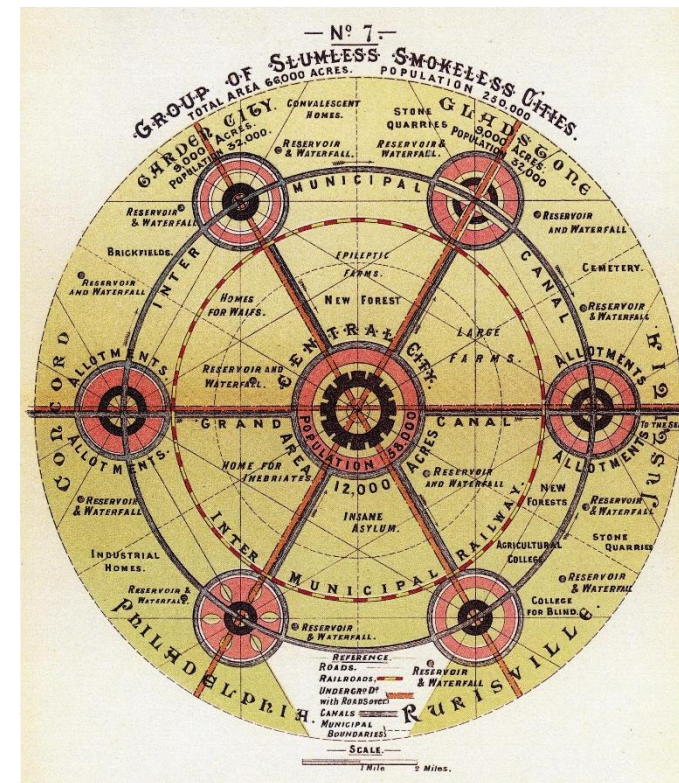 — Nº 7. —
GROUP OF SLUMLESS SMOKELESS CITIES.
TOTAL AREA 66,000 ACRES. POPULATION 250,000
GARDEN CITY.
9,000 ACRES.
POPULATION 32,000.
CONVALESCENT
HOMES.
STONE
QUARRIES
GLADSTONE
9,000 ACRES
POPULATION
32,000
RESERVOIR
& WATERFALL.
RESERVOIR &
WATERFALL.
INTER MUNICIPAL CANAL
RESERVOIR
& WATERFALL
RESERVOIR
AND WATERFALL
BRICKFIELDS.
EPILEPTIC
FARMS.
CEMETERY.
RESERVOIR
AND WATERFALL
HOMES
FOR WAIFS.
NEW FOREST
LARGE
FARMS.
RESERVOIR
& WATERFALL
CONCORD
ALLOTMENTS
RESERVOIR AND
WATERFALL.
CENTRAL CITY.
ALLOTMENTS
JUSTITIA
GRAND CANAL
TO THE SEA
POPULATION 58,000
AREA 12,000 ACRES
ALLOTMENTS.
ALLOTMENTS
HOME FOR
INEBRIATES.
RESERVOIR
AND WATERFALL
RESERVOIR
& WATERFALL
NEW
FORESTS
RESERVOIR
& WATERFALL
INSANE
ASYLUM.
STONE
QUARRIES
INTER MUNICIPAL RAILWAY.
AGRICULTURAL
COLLEGE
INDUSTRIAL
HOMES.
RESERVOIR
& WATERFALL
RESERVOIR &
WATERFALL.
COLLEGE
FOR BLIND.
RESERVOIR
& WATERFALL.
PHILADELPHIA.
RURISVILLE.
REFERENCE.
ROADS.
RAILROADS.
UNDERGRD Dº
with ROADS OVER
CANALS
MUNICIPAL
BOUNDARIES
RESERVOIR
& WATERFALL
SCALE.
1 Mile 2 Miles.